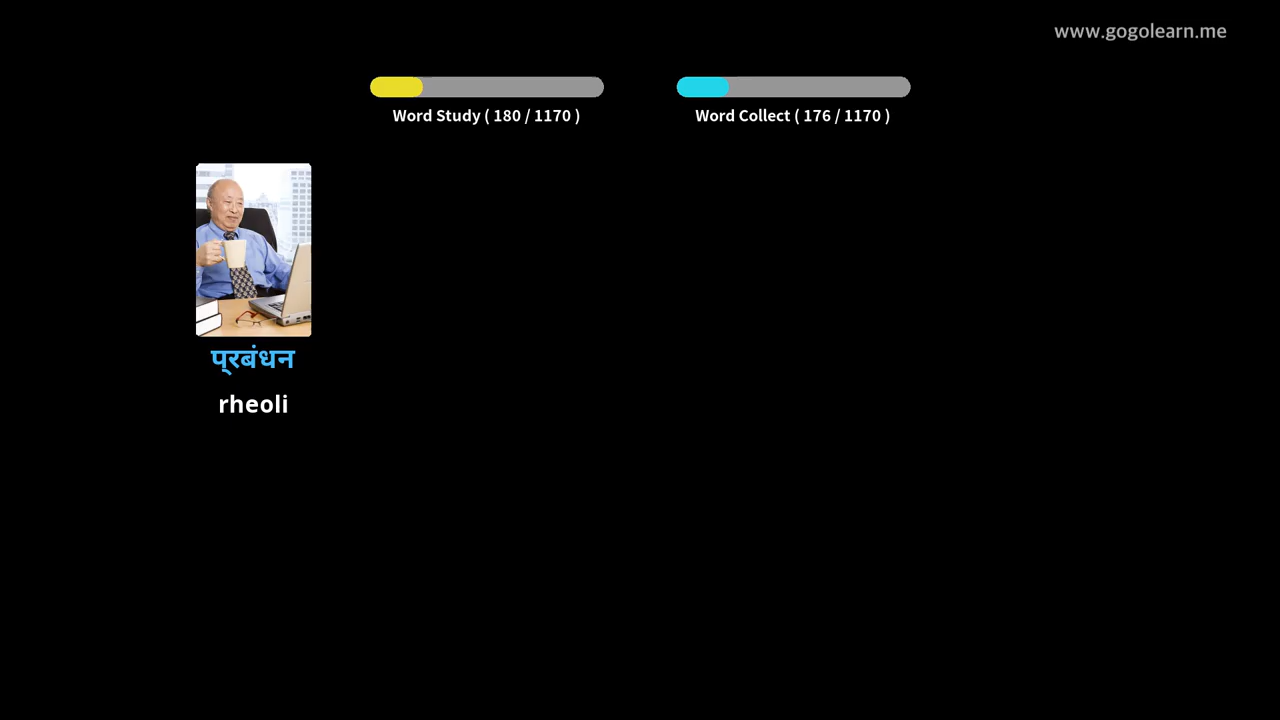 www.gogolearn.me
Word Study ( 180 / 1170 )
Word Collect ( 176 / 1170 )
प्रबंधन
rheoli